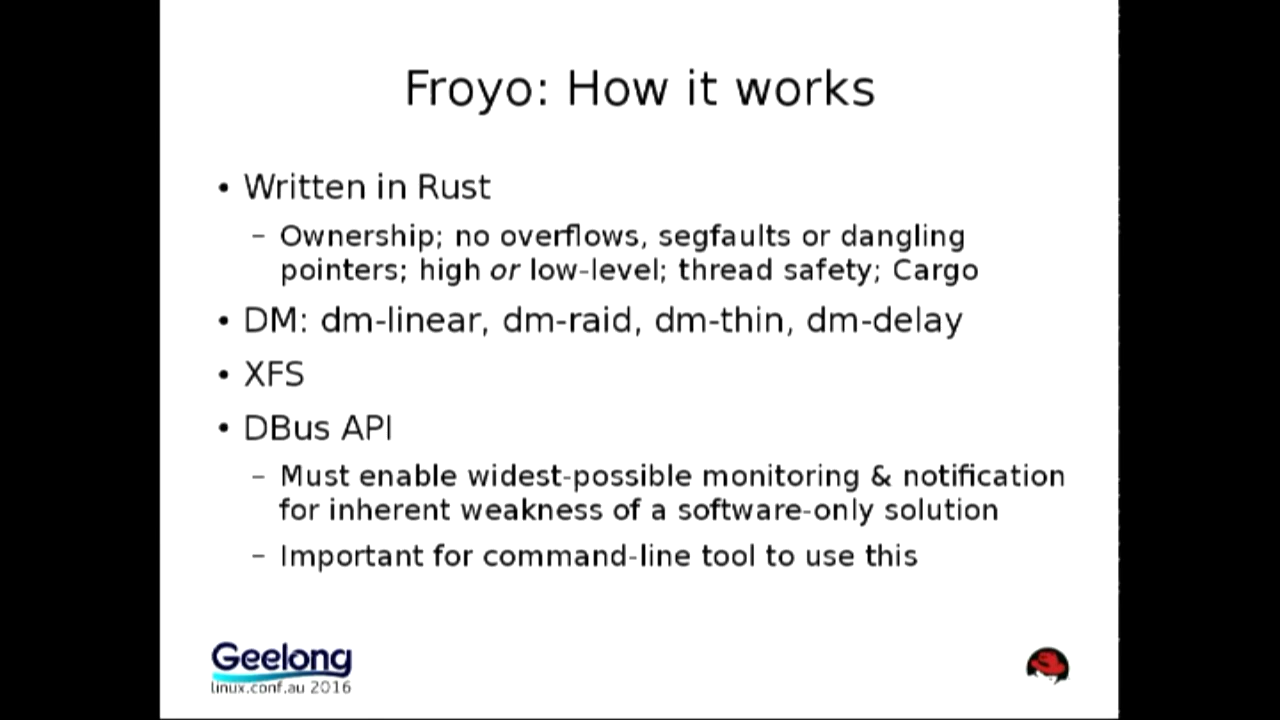 Froyo: How it works
• Written in Rust
– Ownership; no overflows, segfaults or dangling
pointers; high or low-level; thread safety; Cargo
• DM: dm-linear, dm-raid, dm-thin, dm-delay
• XFS
• DBus API
– Must enable widest-possible monitoring & notification
for inherent weakness of a software-only solution
– Important for command-line tool to use this
Geelong
linux.conf.au 2016